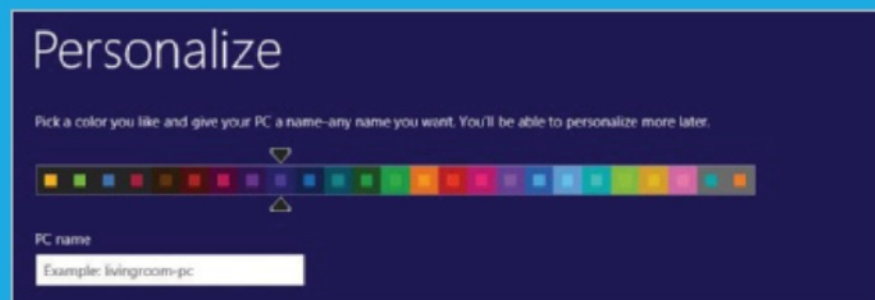 Personalize
Pick a color you like and give your PC a name-any name you want. You'll be able to personalize more later.
PC name
Example: livingroom-pc